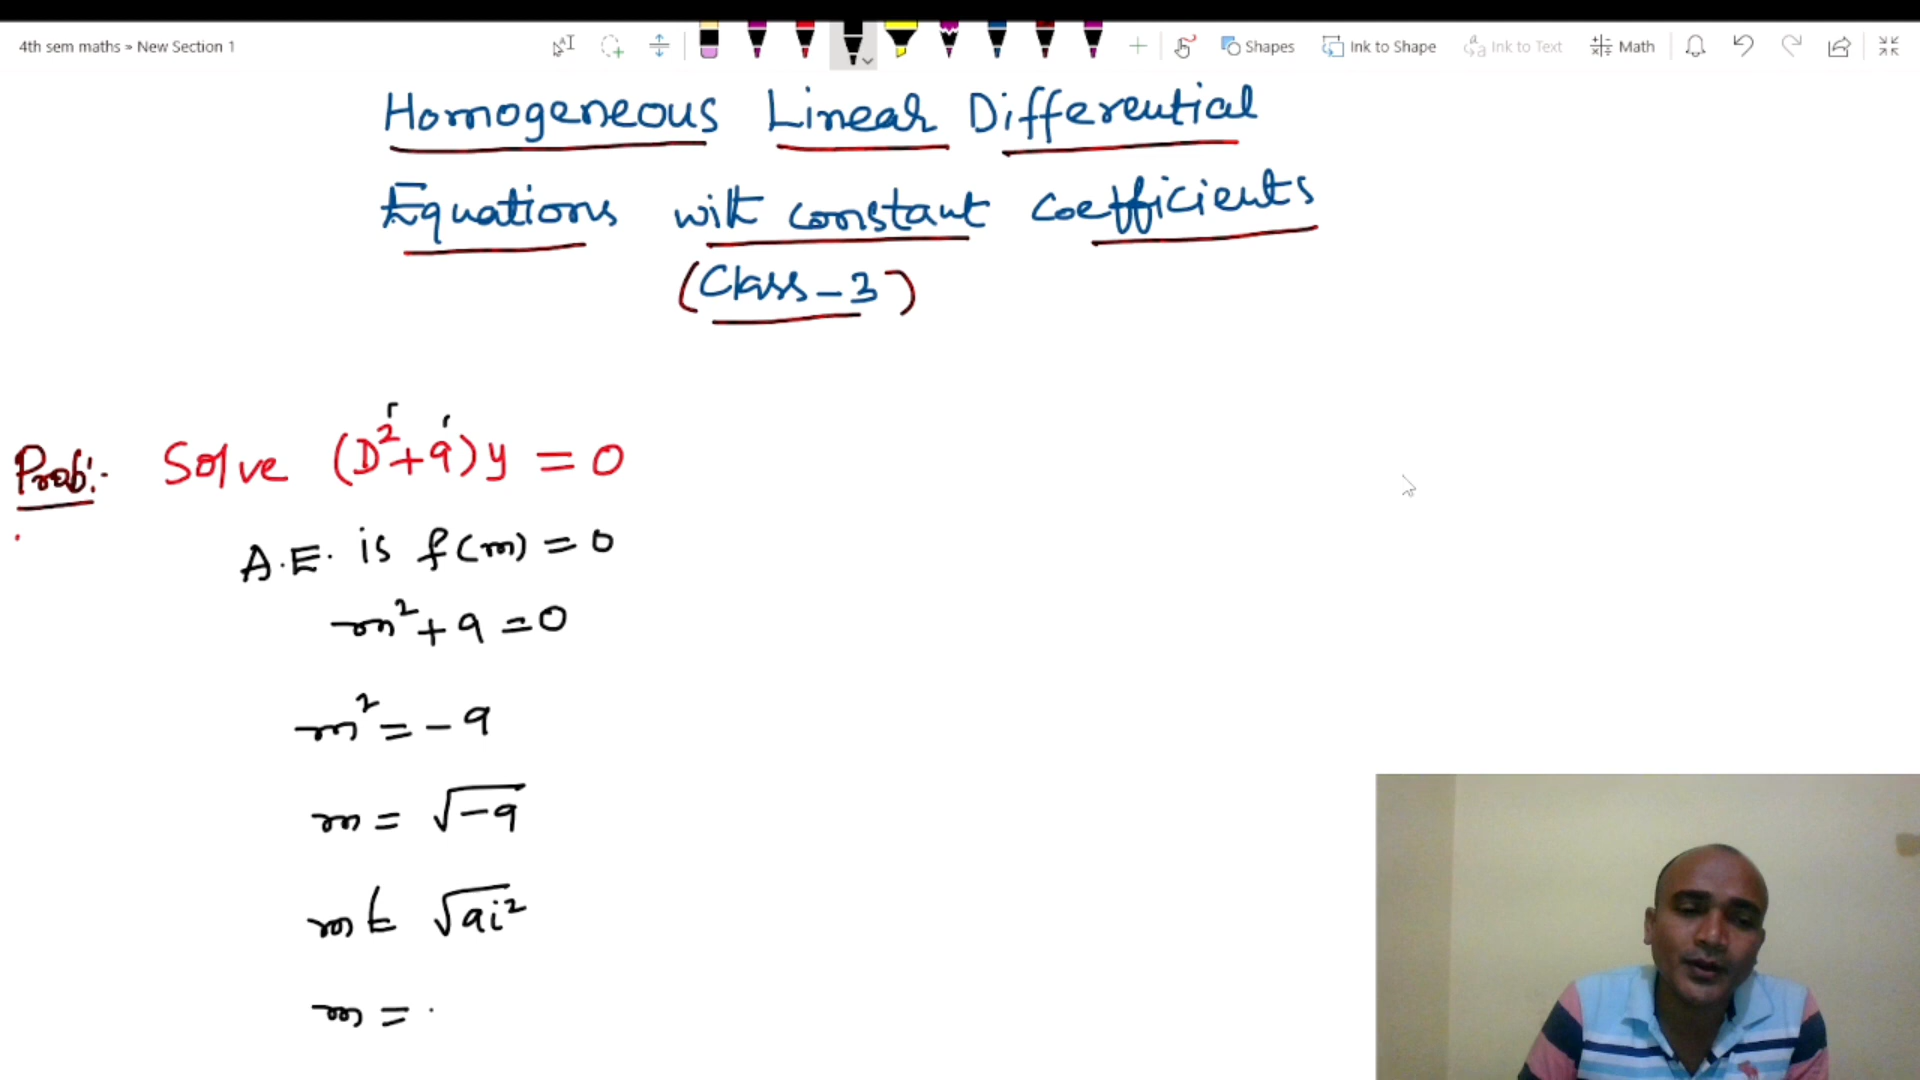 4th sem maths » New Section 1
Shapes Ink to Shape Ink to Text Math
Homogeneous Linear Differential
Equations with constant coefficients
(Class-3)
Prob:- Solve (D²+9)y = 0
A.E. is f(m) = 0
m²+9 = 0
m² = -9
m = √-9
m = √9i²
m =